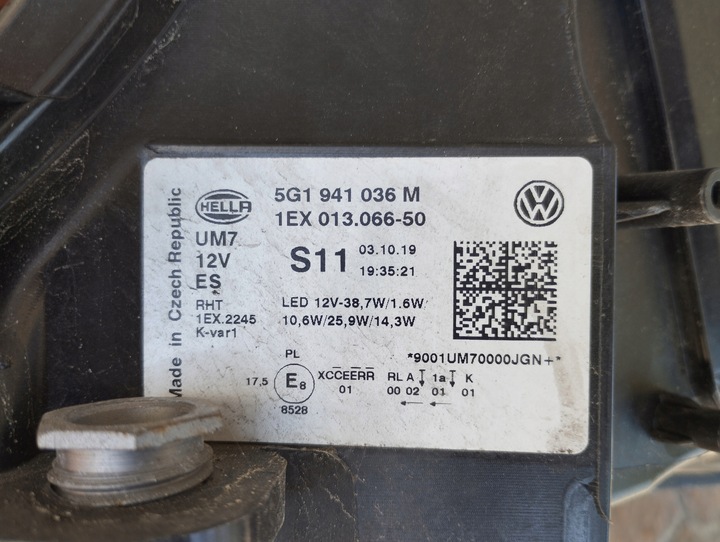 Made in Czech Republic
HELLA
5G1 941 036 M
1EX 013.066-50
UM7
12V
ES
S11
03.10.19
19:35:21
RHT
1EX.2245
K-var1
LED 12V-38,7W/1.6W
10,6W/25,9W/14,3W
*9001UM70000JGN+*
PL
17,5 E8 XCCEERR RL A 1a K
01 00 02 01 01
8528